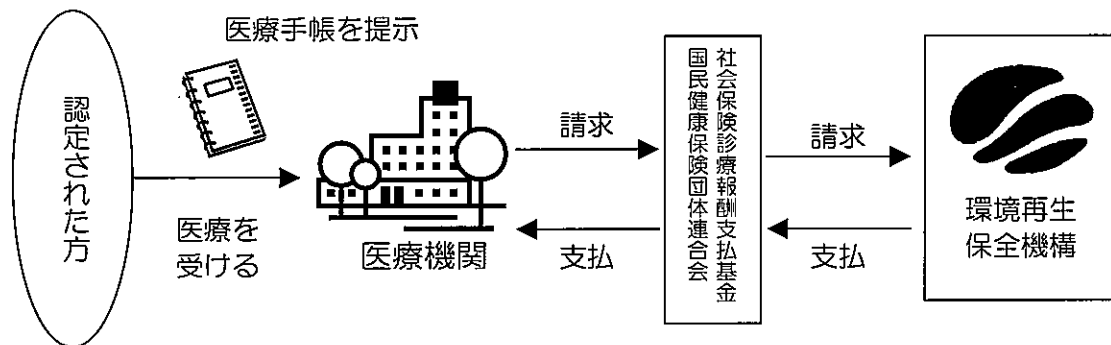 医療手帳を提示
認定された方
医療を
受ける
医療機関
請求
支払
社会保険診療報酬支払基金
国民健康保険団体連合会
請求
支払
環境再生
保全機構